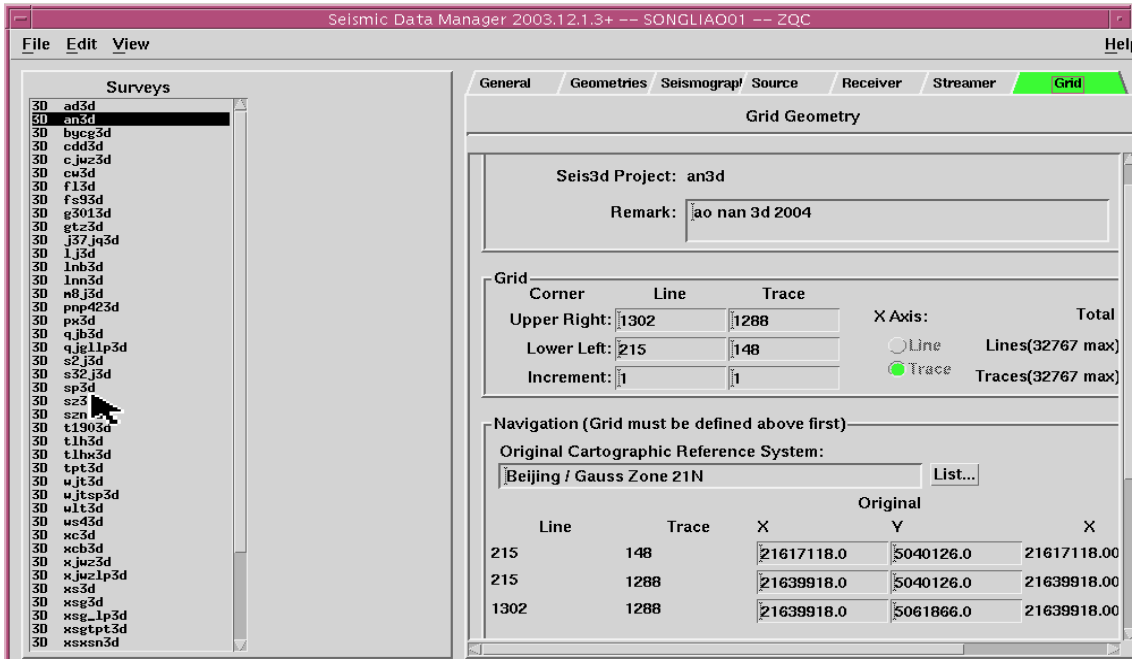 Seismic Data Manager 2003.12.1.3+ -- SONGLIAO01 -- ZQC
File Edit View Help
Surveys
3D ad3d
3D an3d
3D bycg3d
3D cdd3d
3D cjwz3d
3D cw3d
3D fl3d
3D fs93d
3D g3013d
3D gtz3d
3D j37jq3d
3D lj3d
3D lnb3d
3D lnn3d
3D m8j3d
3D pnp423d
3D px3d
3D qjb3d
3D qjgllp3d
3D s2j3d
3D s32j3d
3D sp3d
3D sz3
3D szn
3D t1903d
3D tlh3d
3D tlhx3d
3D tpt3d
3D wjt3d
3D wjtsp3d
3D wlt3d
3D ws43d
3D xc3d
3D xcb3d
3D xjwz3d
3D xjwzlp3d
3D xs3d
3D xsg3d
3D xsg_lp3d
3D xsgtpt3d
3D xsxsn3d
General Geometries Seismograph Source Receiver Streamer Grid
Grid Geometry
Seis3d Project: an3d
Remark: ao nan 3d 2004
Grid
Corner Line Trace
Upper Right: 1302 1288 X Axis: Total
Lower Left: 215 148 Line Lines(32767 max)
Increment: 1 1 Trace Traces(32767 max)
Navigation (Grid must be defined above first)
Original Cartographic Reference System:
Beijing / Gauss Zone 21N List...
Original
Line Trace X Y X
215 148 21617118.0 5040126.0 21617118.00
215 1288 21639918.0 5040126.0 21639918.00
1302 1288 21639918.0 5061866.0 21639918.00